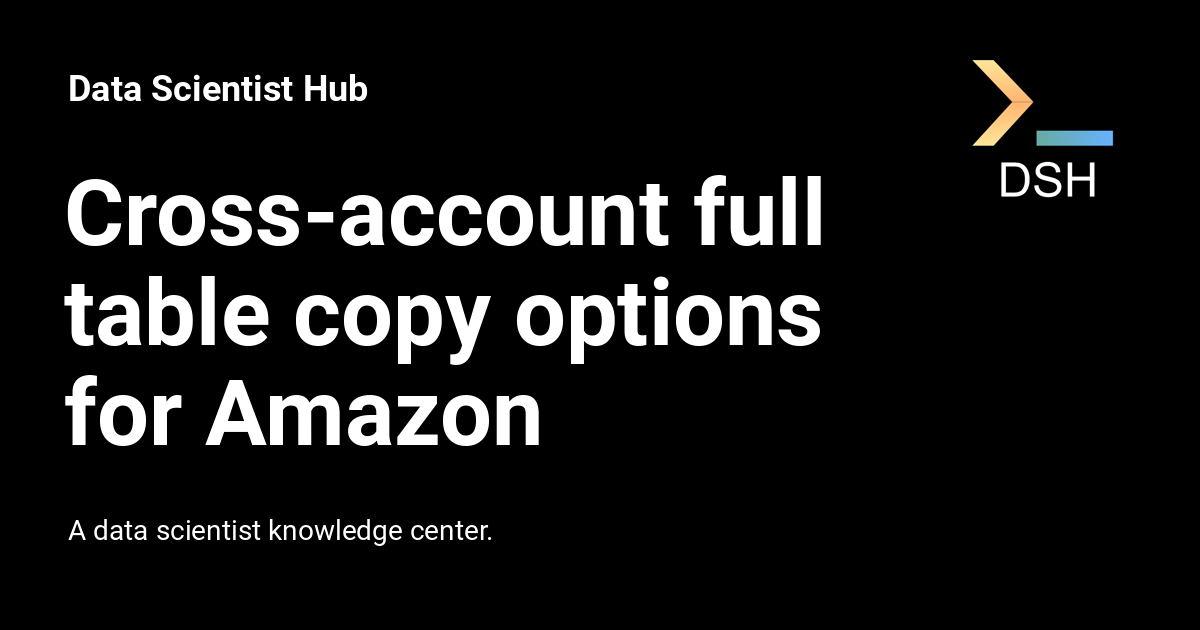 Data Scientist Hub
DSH
Cross-account full
table copy options
for Amazon
A data scientist knowledge center.